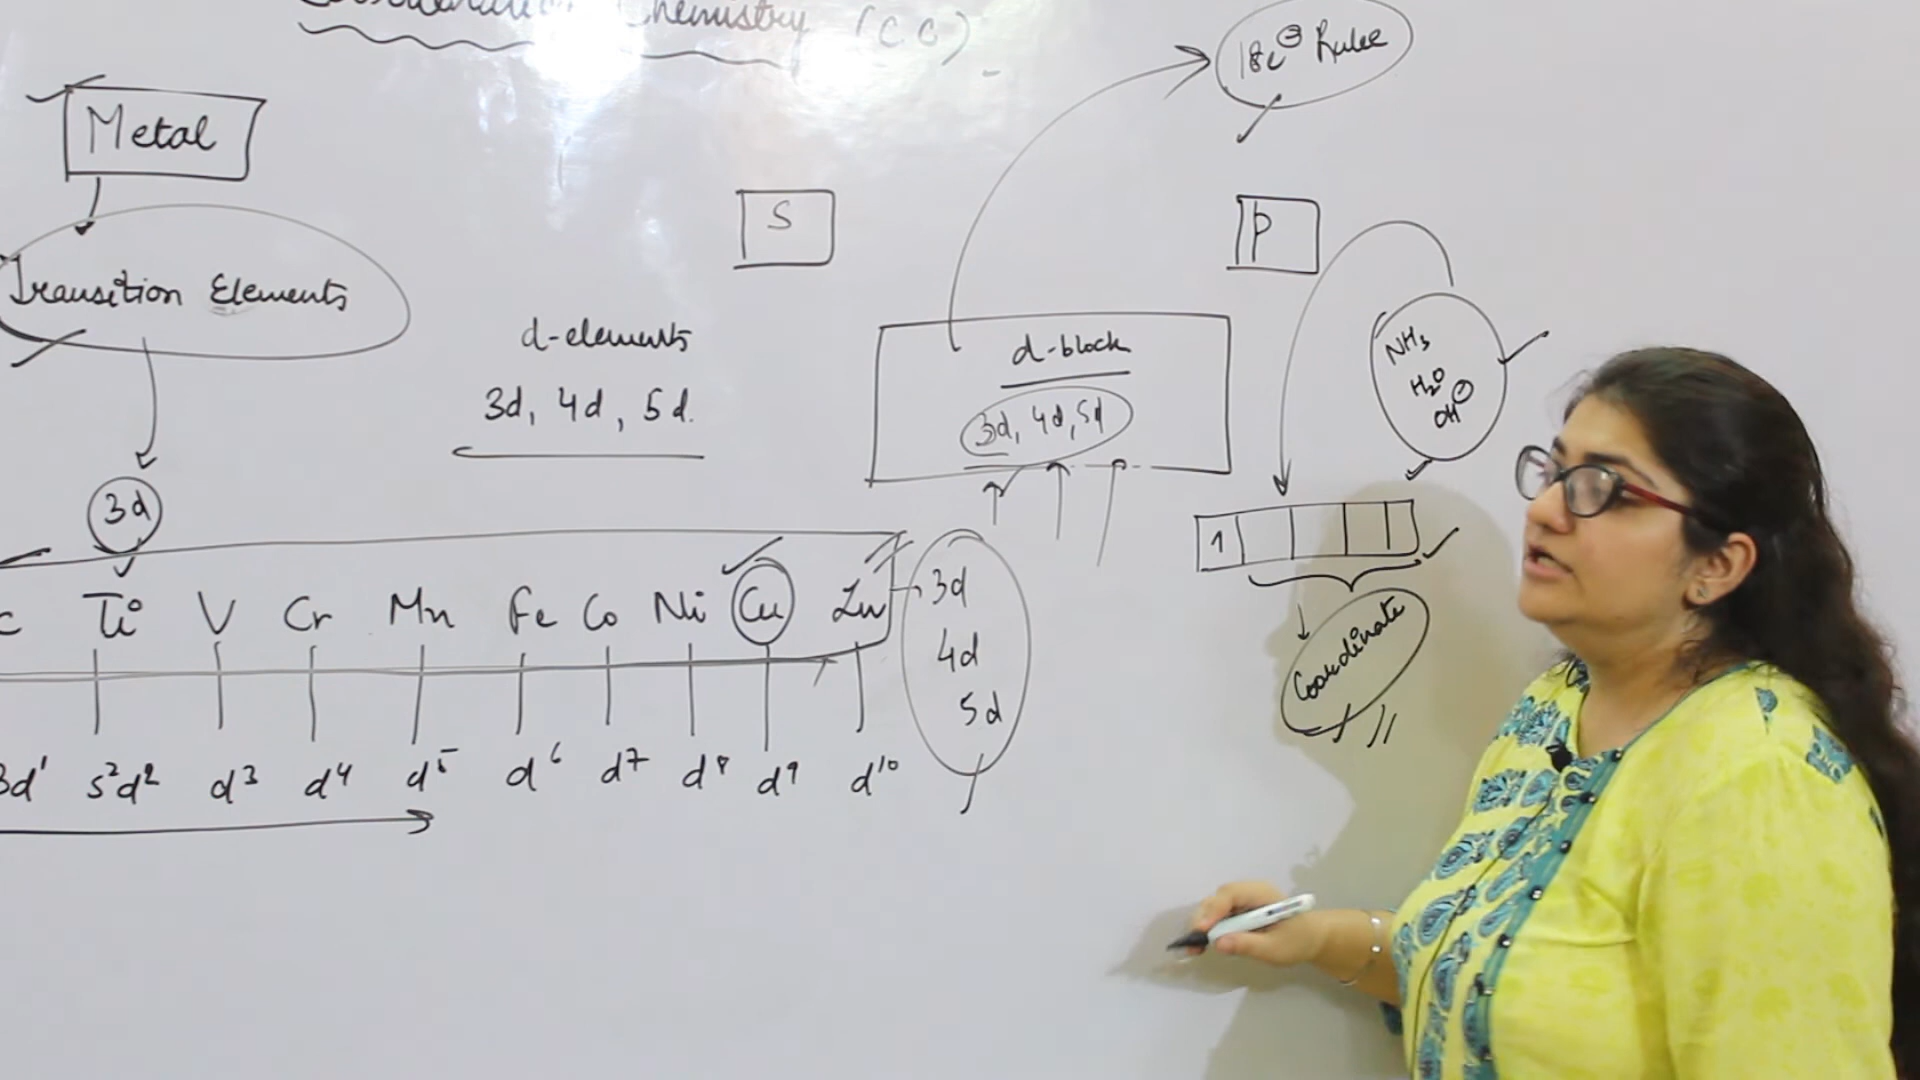 Chemistry (CC)
18e⊖ Rule
Metal
S
P
Transition Elements
d-elements
3d, 4d, 5d.
d-block
3d, 4d, 5d
NH₃
H₂O
OH⊖
3d
1
Coordinate
c Ti V Cr Mn Fe Co Ni Cu Zn
3d
4d
5d
3d¹ s²d² d³ d⁴ d⁵ d⁶ d⁷ d⁸ d⁹ d¹⁰